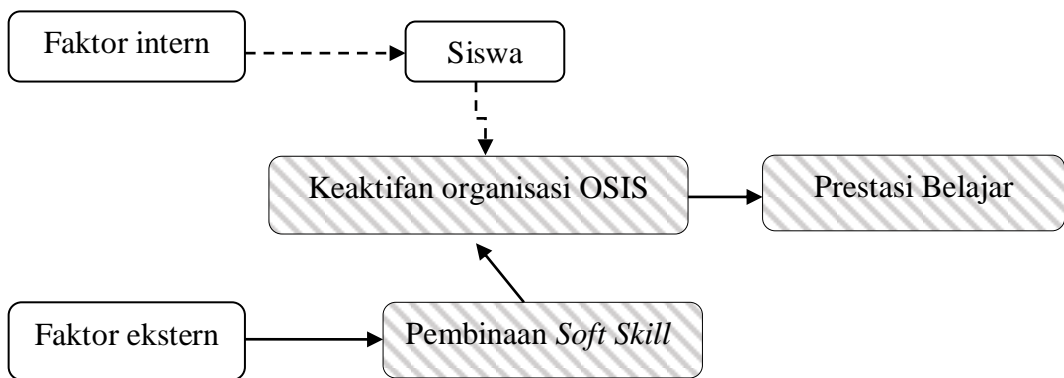 Faktor intern
Siswa
Keaktifan organisasi OSIS
Prestasi Belajar
Faktor ekstern
Pembinaan Soft Skill